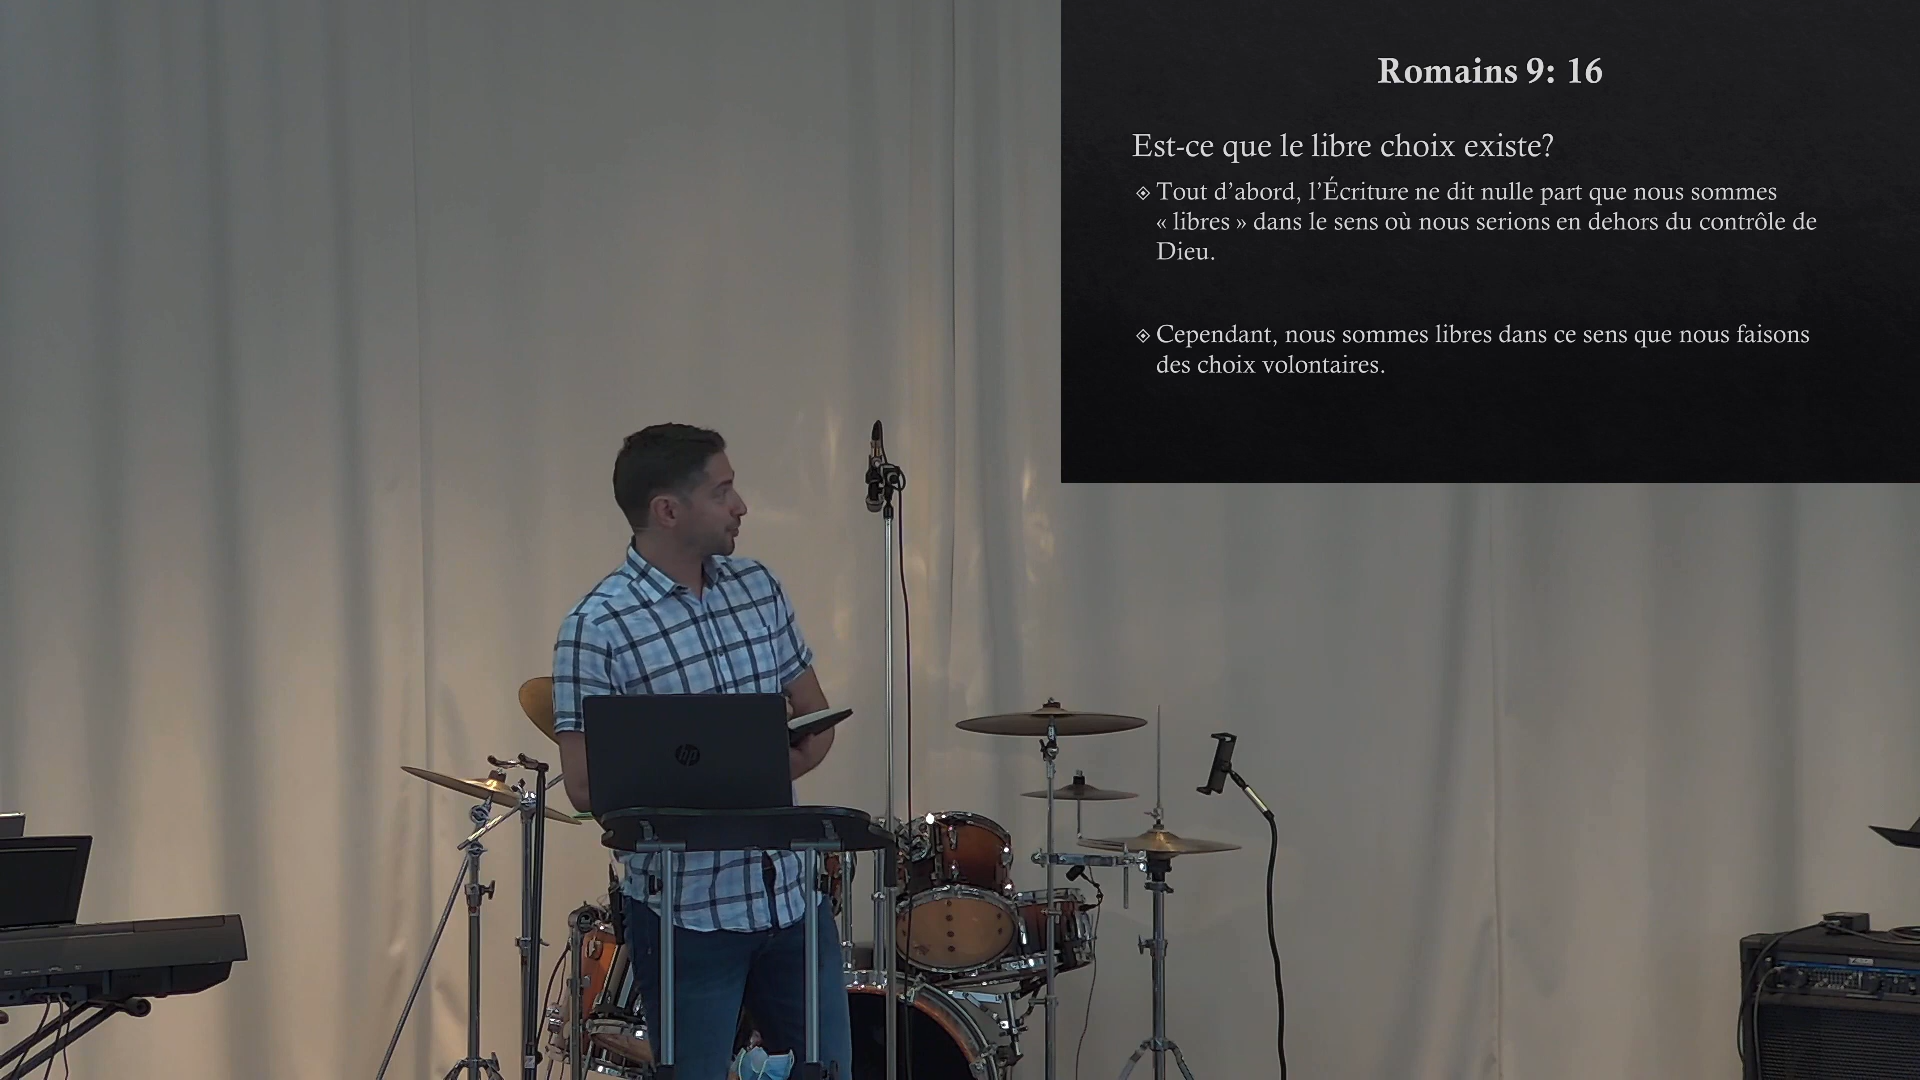 Romains 9: 16
Est-ce que le libre choix existe?
Tout d’abord, l’Écriture ne dit nulle part que nous sommes
« libres » dans le sens où nous serions en dehors du contrôle de
Dieu.
Cependant, nous sommes libres dans ce sens que nous faisons
des choix volontaires.
hp